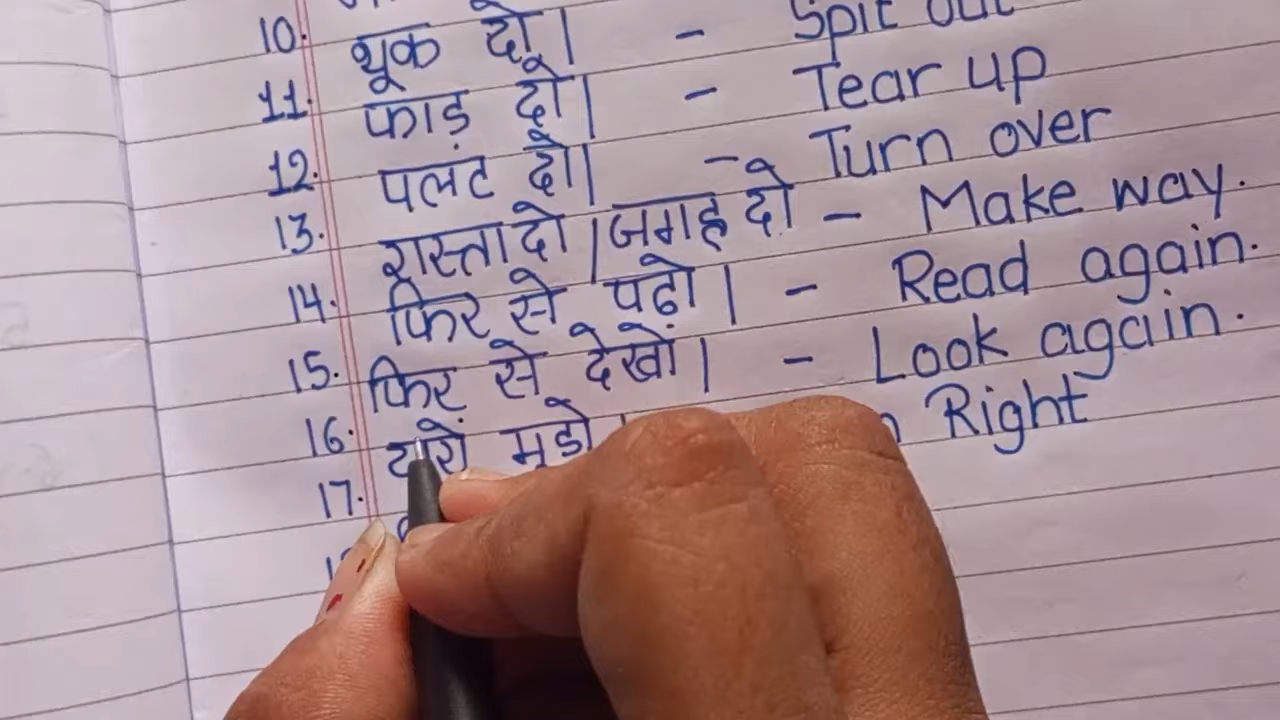 10. थूक दो। - Spit out
11. फाड़ दो। - Tear up
12. पलट दो। - Turn over
13. रास्ता दो /जगह दो - Make way.
14. फिर से पढो। - Read again.
15. फिर से देखों। - Look again.
16. मुडो। Right
17.